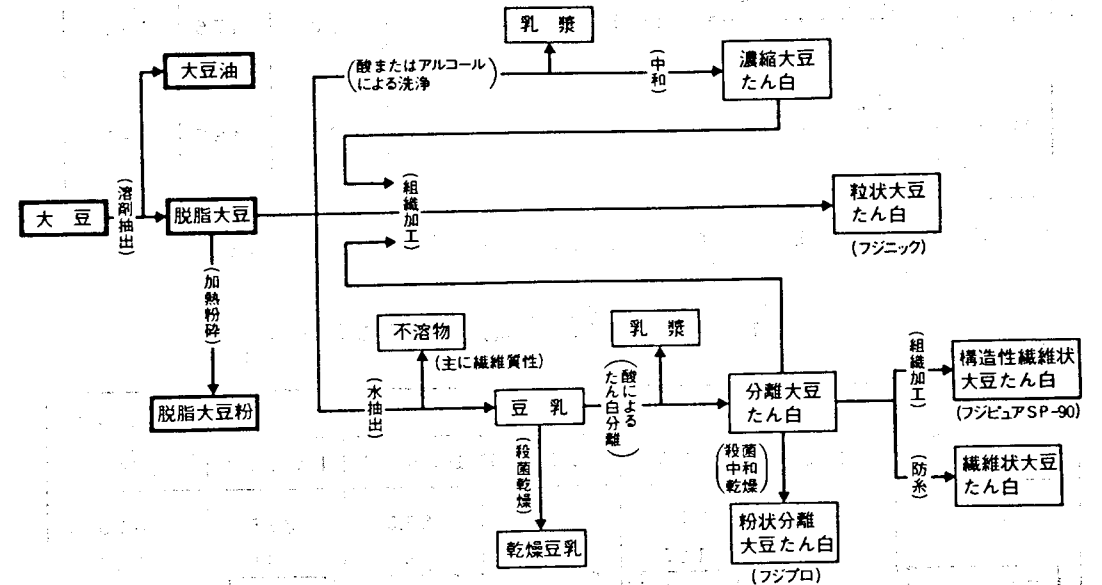 乳漿
大豆油
(酸またはアルコール
による洗浄)
(中和)
濃縮大豆
たん白
大豆
(溶剤抽出)
脱脂大豆
(組織加工)
粒状大豆
たん白
(フジニック)
(加熱粉砕)
脱脂大豆粉
不溶物
(主に繊維質性)
乳漿
(水抽出)
豆乳
(酸による
たん白分離)
分離大豆
たん白
(組織加工)
構造性繊維状
大豆たん白
(フジピュアSP-90)
(殺菌乾燥)
乾燥豆乳
(殺菌
中和
乾燥)
粉状分離
大豆たん白
(フジプロ)
(防糸)
繊維状大豆
たん白